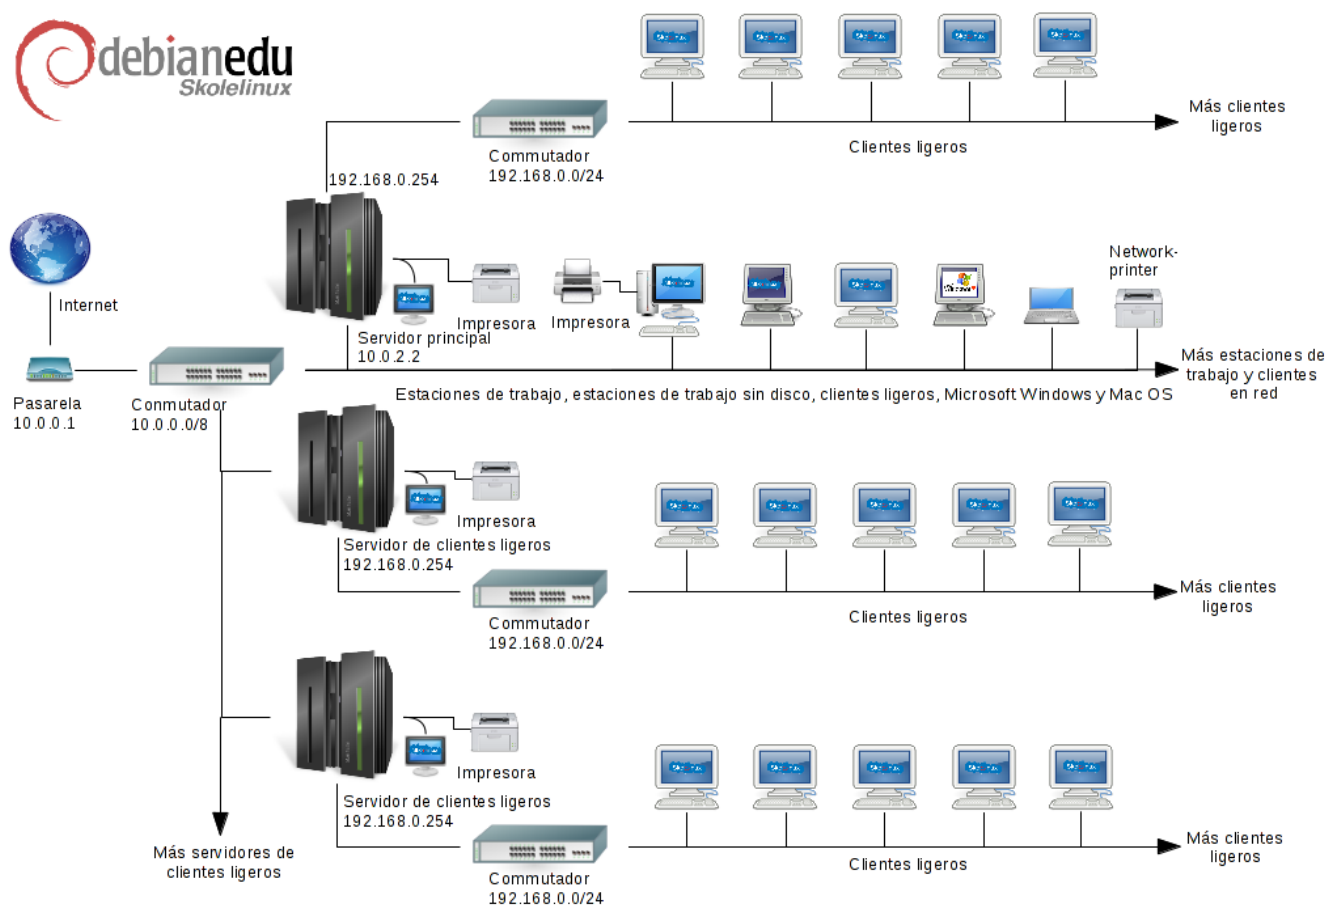 debianedu
Skolelinux
Más clientes
ligeros
Clientes ligeros
Commutador
192.168.0.0/24
192.168.0.254
Internet
Impresora
Impresora
Network-
printer
Servidor principal
10.0.2.2
Pasarela
10.0.0.1
Conmutador
10.0.0.0/8
Más estaciones de
trabajo y clientes
en red
Estaciones de trabajo, estaciones de trabajo sin disco, clientes ligeros, Microsoft Windows y Mac OS
Impresora
Servidor de clientes ligeros
192.168.0.254
Commutador
192.168.0.0/24
Clientes ligeros
Más clientes
ligeros
Impresora
Servidor de clientes ligeros
192.168.0.254
Commutador
192.168.0.0/24
Clientes ligeros
Más clientes
ligeros
Más servidores de
clientes ligeros